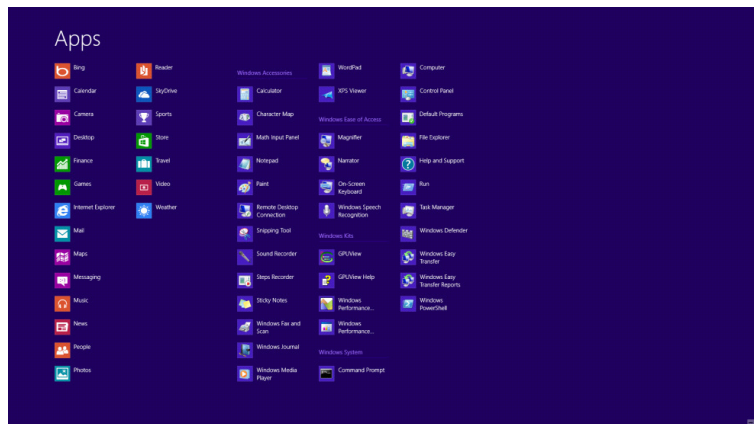 Apps
Bing
Calendar
Camera
Desktop
Finance
Games
Internet Explorer
Mail
Maps
Messaging
Music
News
People
Photos
Reader
SkyDrive
Sports
Store
Travel
Video
Weather
Windows Accessories
Calculator
Character Map
Math Input Panel
Notepad
Paint
Remote Desktop
Connection
Snipping Tool
Sound Recorder
Steps Recorder
Sticky Notes
Windows Fax and
Scan
Windows Journal
Windows Media
Player
WordPad
XPS Viewer
Windows Ease of Access
Magnifier
Narrator
On-Screen
Keyboard
Windows Speech
Recognition
Windows Kits
GPUView
GPUView Help
Windows
Performance...
Windows
Performance...
Windows System
Command Prompt
Computer
Control Panel
Default Programs
File Explorer
Help and Support
Run
Task Manager
Windows Defender
Windows Easy
Transfer
Windows Easy
Transfer Reports
Windows
PowerShell